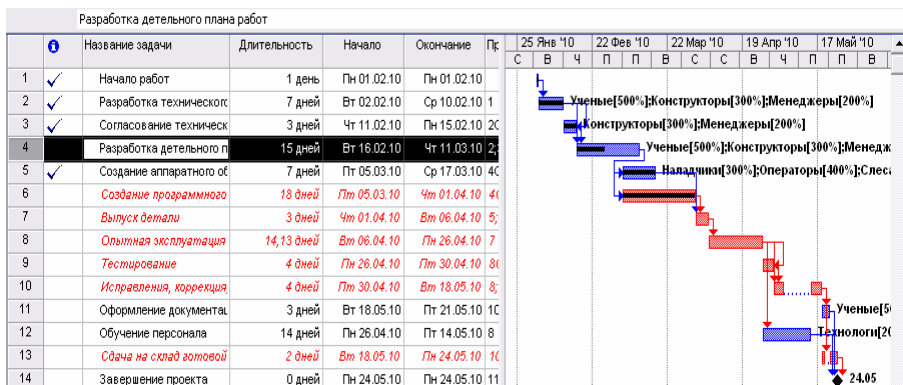 Разработка детельного плана работ
Название задачи Длительность Начало Окончание Пр 25 Янв '10 22 Фев '10 22 Мар '10 19 Апр '10 17 Май '10
С В Ч П П В В С С В Ч П П В
1 Начало работ 1 день Пн 01.02.10 Пн 01.02.10
2 Разработка техническогс 7 дней Вт 02.02.10 Ср 10.02.10 1 Ученые[500%];Конструкторы[300%];Менеджеры[200%]
3 Согласование техническ 3 дней Чт 11.02.10 Пн 15.02.10 2С Конструкторы[300%];Менеджеры[200%]
4 Разработка детельного п 15 дней Вт 16.02.10 Чт 11.03.10 2; Ученые[500%];Конструкторы[300%];Менедж
5 Создание аппаратного об 7 дней Пт 05.03.10 Ср 17.03.10 4С Наладчики[300%];Операторы[400%];Слеса
6 Создание программного 18 дней Пт 05.03.10 Чт 01.04.10
7 Выпуск детали 3 дней Чт 01.04.10 Вт 06.04.10 5;
8 Опытная эксплуатация 14,13 дней Вт 06.04.10 Пн 26.04.10 7
9 Тестирование 4 дней Пн 26.04.10 Пт 30.04.10
10 Исправления, коррекция, 4 дней Пт 30.04.10 Вт 18.05.10 8;
11 Оформление документац 3 дней Вт 18.05.10 Пт 21.05.10 1С Ученые[5
12 Обучение персонала 14 дней Пн 26.04.10 Пт 14.05.10 8 Технологи[2
13 Сдача на склад готовой 2 дней Вт 18.05.10 Пн 24.05.10
14 Завершение проекта 0 дней Пн 24.05.10 Пн 24.05.10 11 24.05